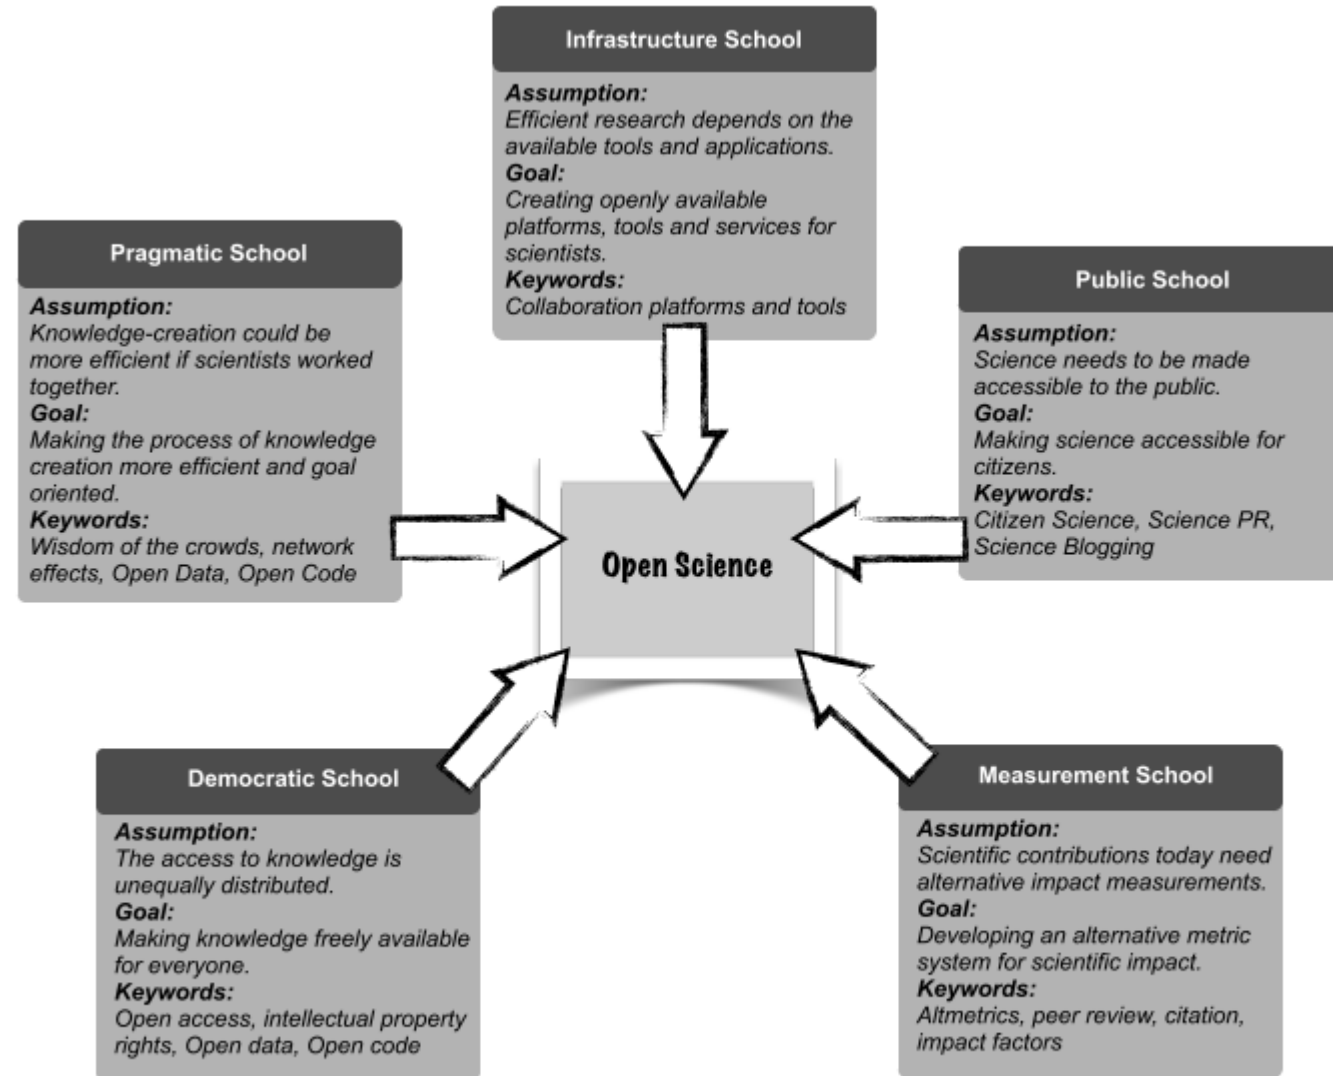 Infrastructure School
Assumption:
Efficient research depends on the
available tools and applications.
Goal:
Creating openly available
platforms, tools and services for
scientists.
Keywords:
Collaboration platforms and tools
Pragmatic School
Assumption:
Knowledge-creation could be
more efficient if scientists worked
together.
Goal:
Making the process of knowledge
creation more efficient and goal
oriented.
Keywords:
Wisdom of the crowds, network
effects, Open Data, Open Code
Public School
Assumption:
Science needs to be made
accessible to the public.
Goal:
Making science accessible for
citizens.
Keywords:
Citizen Science, Science PR,
Science Blogging
Open Science
Democratic School
Assumption:
The access to knowledge is
unequally distributed.
Goal:
Making knowledge freely available
for everyone.
Keywords:
Open access, intellectual property
rights, Open data, Open code
Measurement School
Assumption:
Scientific contributions today need
alternative impact measurements.
Goal:
Developing an alternative metric
system for scientific impact.
Keywords:
Altmetrics, peer review, citation,
impact factors